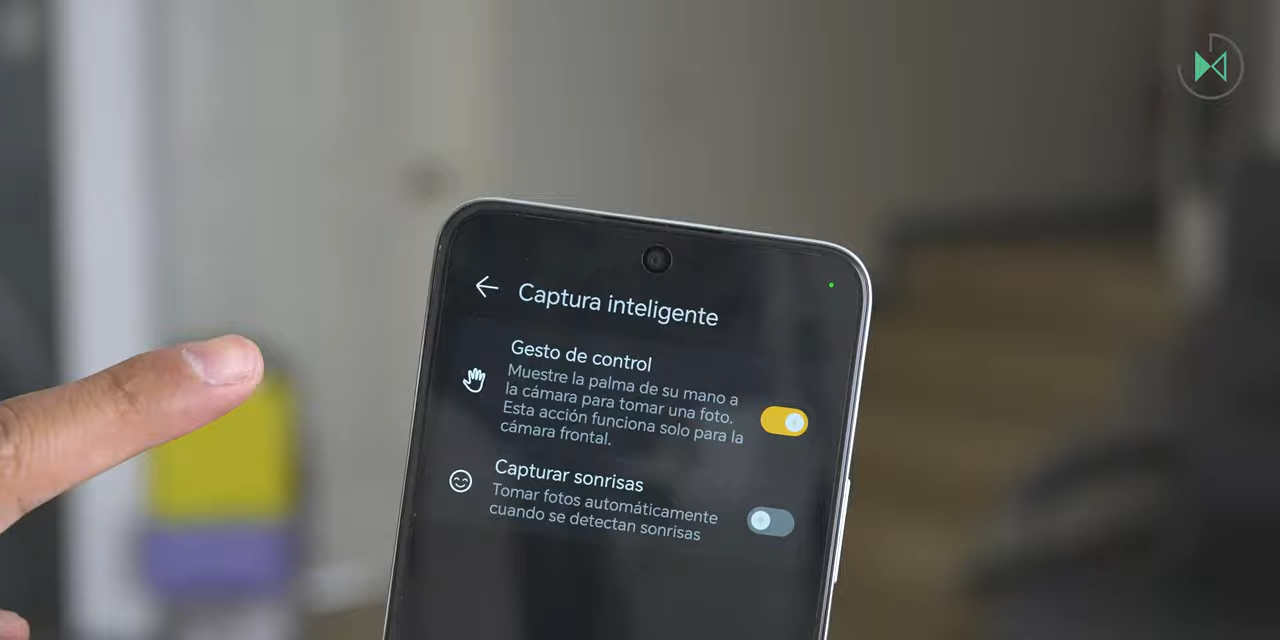 Captura inteligente
Gesto de control
Muestre la palma de su mano a
la cámara para tomar una foto.
Esta acción funciona solo para la
cámara frontal.
Capturar sonrisas
Tomar fotos automáticamente
cuando se detectan sonrisas